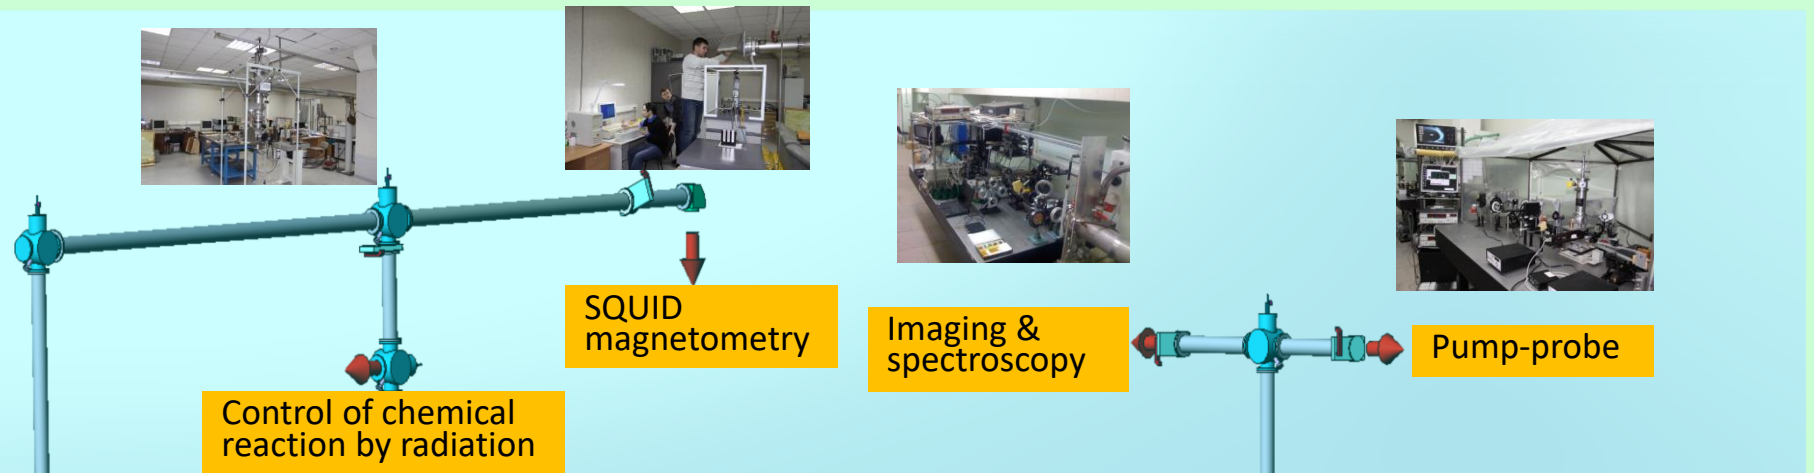 SQUID
magnetometry
Imaging &
spectroscopy
Pump-probe
Control of chemical
reaction by radiation